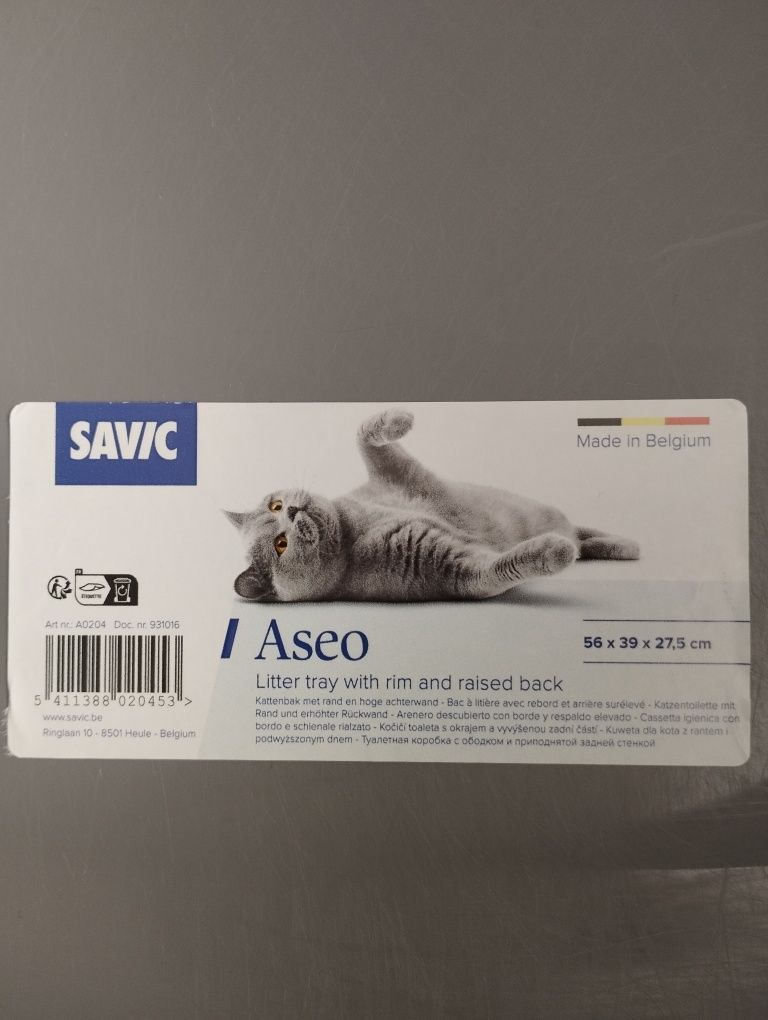 SAVIC
Made in Belgium
ETIQUETTE
Art nr.: A0204 Doc. nr. 931016
5 411388 020453 >
www.savic.be
Ringlaan 10 - 8501 Heule - Belgium
Aseo
56 x 39 x 27,5 cm
Litter tray with rim and raised back
Kattenbak met rand en hoge achterwand - Bac à litière avec rebord et arrière surélevé - Katzentoilette mit
Rand und erhöhter Rückwand - Arenero descubierto con borde y respaldo elevado - Cassetta igienica con
bordo e schienale rialzato - Kočičí toaleta s okrajem a vyvýšenou zadní částí - Kuweta dla kota z rantem i
podwyższonym dnem - Туалетная коробка с ободком и приподнятой задней стенкой